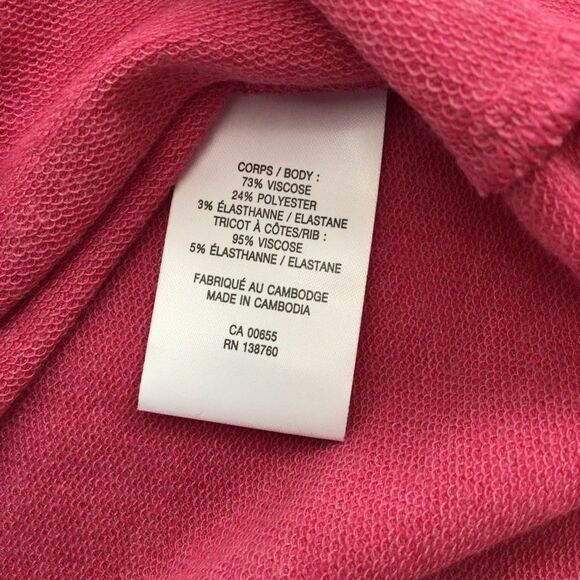 CORPS / BODY :
73% VISCOSE
24% POLYESTER
3% ÉLASTHANNE / ELASTANE
TRICOT À CÔTES/RIB :
95% VISCOSE
5% ÉLASTHANNE / ELASTANE
FABRIQUÉ AU CAMBODGE
MADE IN CAMBODIA
CA 00655
RN 138760